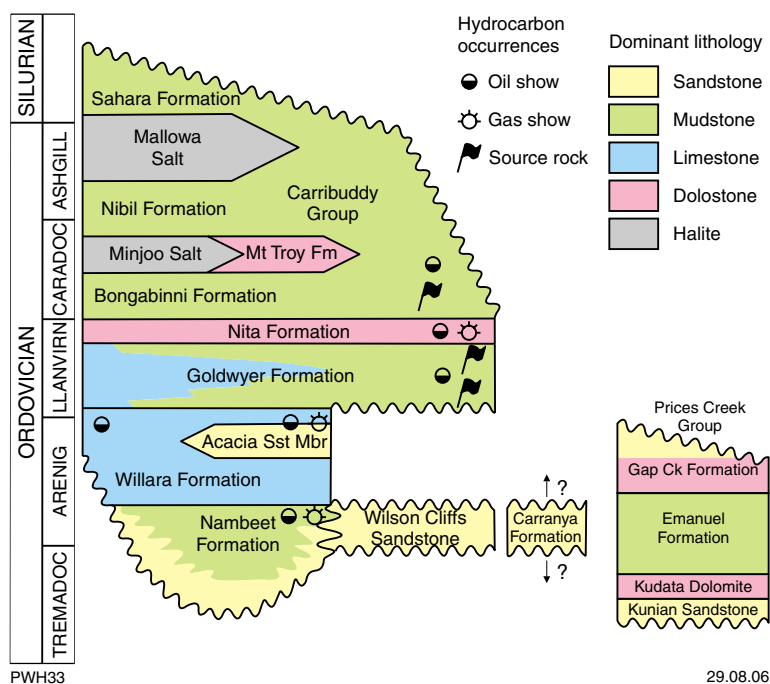 SILURIAN
ORDOVICIAN
ASHGILL
CARADOC
LLANVIRN
ARENIG
TREMADOC
Sahara Formation
Mallowa
Salt
Nibil Formation
Carribuddy
Group
Minjoo Salt
Mt Troy Fm
Bongabinni Formation
Nita Formation
Goldwyer Formation
Acacia Sst Mbr
Willara Formation
Nambeet
Formation
Wilson Cliffs
Sandstone
?
Carranya
Formation
?
Prices Creek
Group
Gap Ck Formation
Emanuel
Formation
Kudata Dolomite
Kunian Sandstone
Hydrocarbon
occurrences
Oil show
Gas show
Source rock
Dominant lithology
Sandstone
Mudstone
Limestone
Dolostone
Halite
PWH33
29.08.06